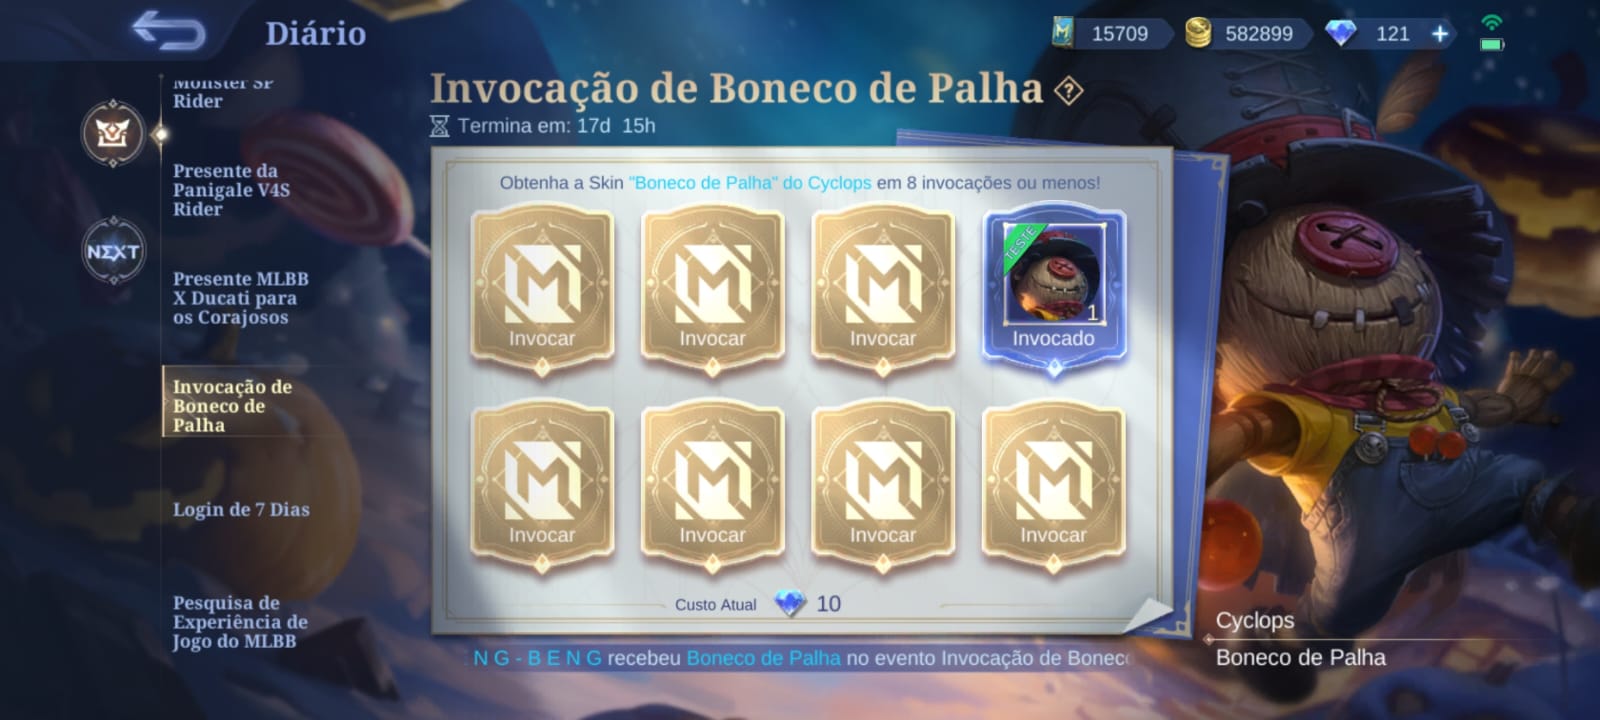 Diário
15709
582899
121
Monster SP
Rider
Presente da
Panigale V4S
Rider
NEXT
Presente MLBB
X Ducati para
os Corajosos
Invocação de
Boneco de
Palha
Login de 7 Dias
Pesquisa de
Experiência de
Jogo do MLBB
Invocação de Boneco de Palha
Termina em: 17d 15h
Obtenha a Skin "Boneco de Palha" do Cyclops em 8 invocações ou menos!
Invocar
Invocar
Invocar
TESTE
1
Invocado
Invocar
Invocar
Invocar
Invocar
Custo Atual 10
N G - B E N G recebeu Boneco de Palha no evento Invocação de Bonec
Cyclops
Boneco de Palha